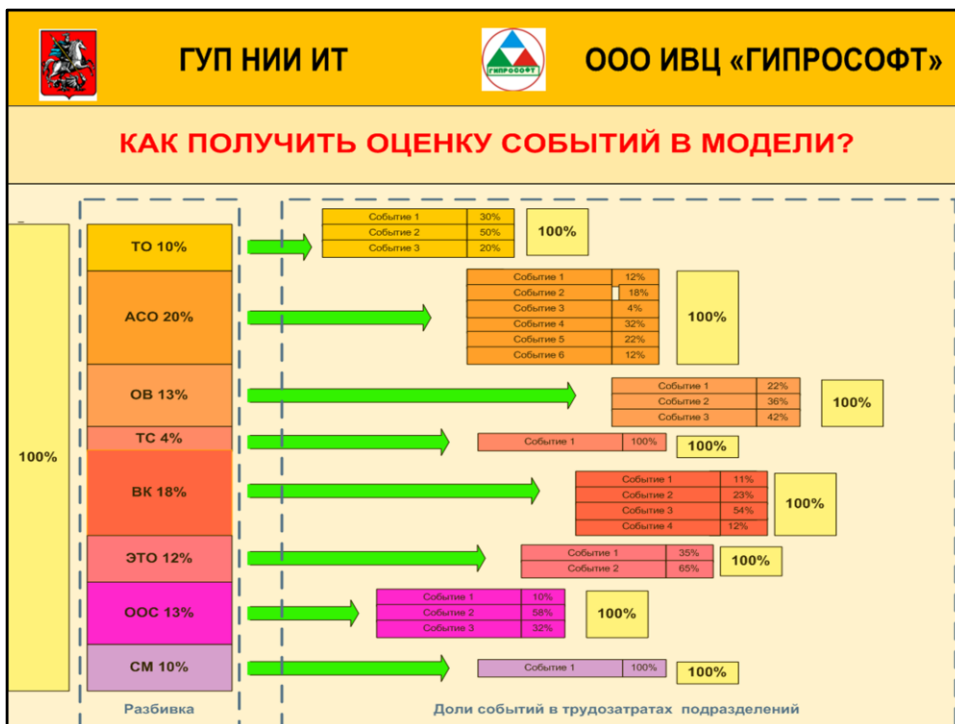 ГУП НИИ ИТ
ГИПРОСОФТ
ООО ИВЦ «ГИПРОСОФТ»
КАК ПОЛУЧИТЬ ОЦЕНКУ СОБЫТИЙ В МОДЕЛИ?
100%
ТО 10%
Событие 1 30%
Событие 2 50%
Событие 3 20%
100%
АСО 20%
Событие 1 12%
Событие 2 18%
Событие 3 4%
Событие 4 32%
Событие 5 22%
Событие 6 12%
100%
ОВ 13%
Событие 1 22%
Событие 2 36%
Событие 3 42%
100%
ТС 4%
Событие 1 100%
100%
ВК 18%
Событие 1 11%
Событие 2 23%
Событие 3 54%
Событие 4 12%
100%
ЭТО 12%
Событие 1 35%
Событие 2 65%
100%
ООС 13%
Событие 1 10%
Событие 2 58%
Событие 3 32%
100%
СМ 10%
Событие 1 100%
100%
Разбивка
Доли событий в трудозатратах подразделений